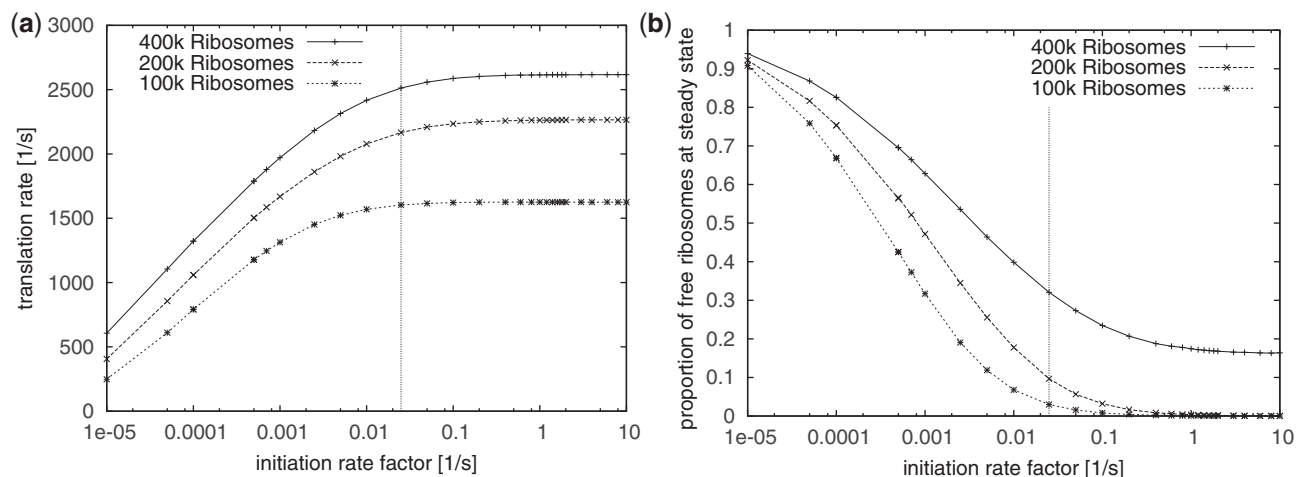 (a)
3000
2500
2000
1500
1000
500
0
translation rate [1/s]
400k Ribosomes
200k Ribosomes
100k Ribosomes
1e-05 0.0001 0.001 0.01 0.1 1 10
initiation rate factor [1/s]
(b)
1
0.9
0.8
0.7
0.6
0.5
0.4
0.3
0.2
0.1
0
proportion of free ribosomes at steady state
400k Ribosomes
200k Ribosomes
100k Ribosomes
1e-05 0.0001 0.001 0.01 0.1 1 10
initiation rate factor [1/s]